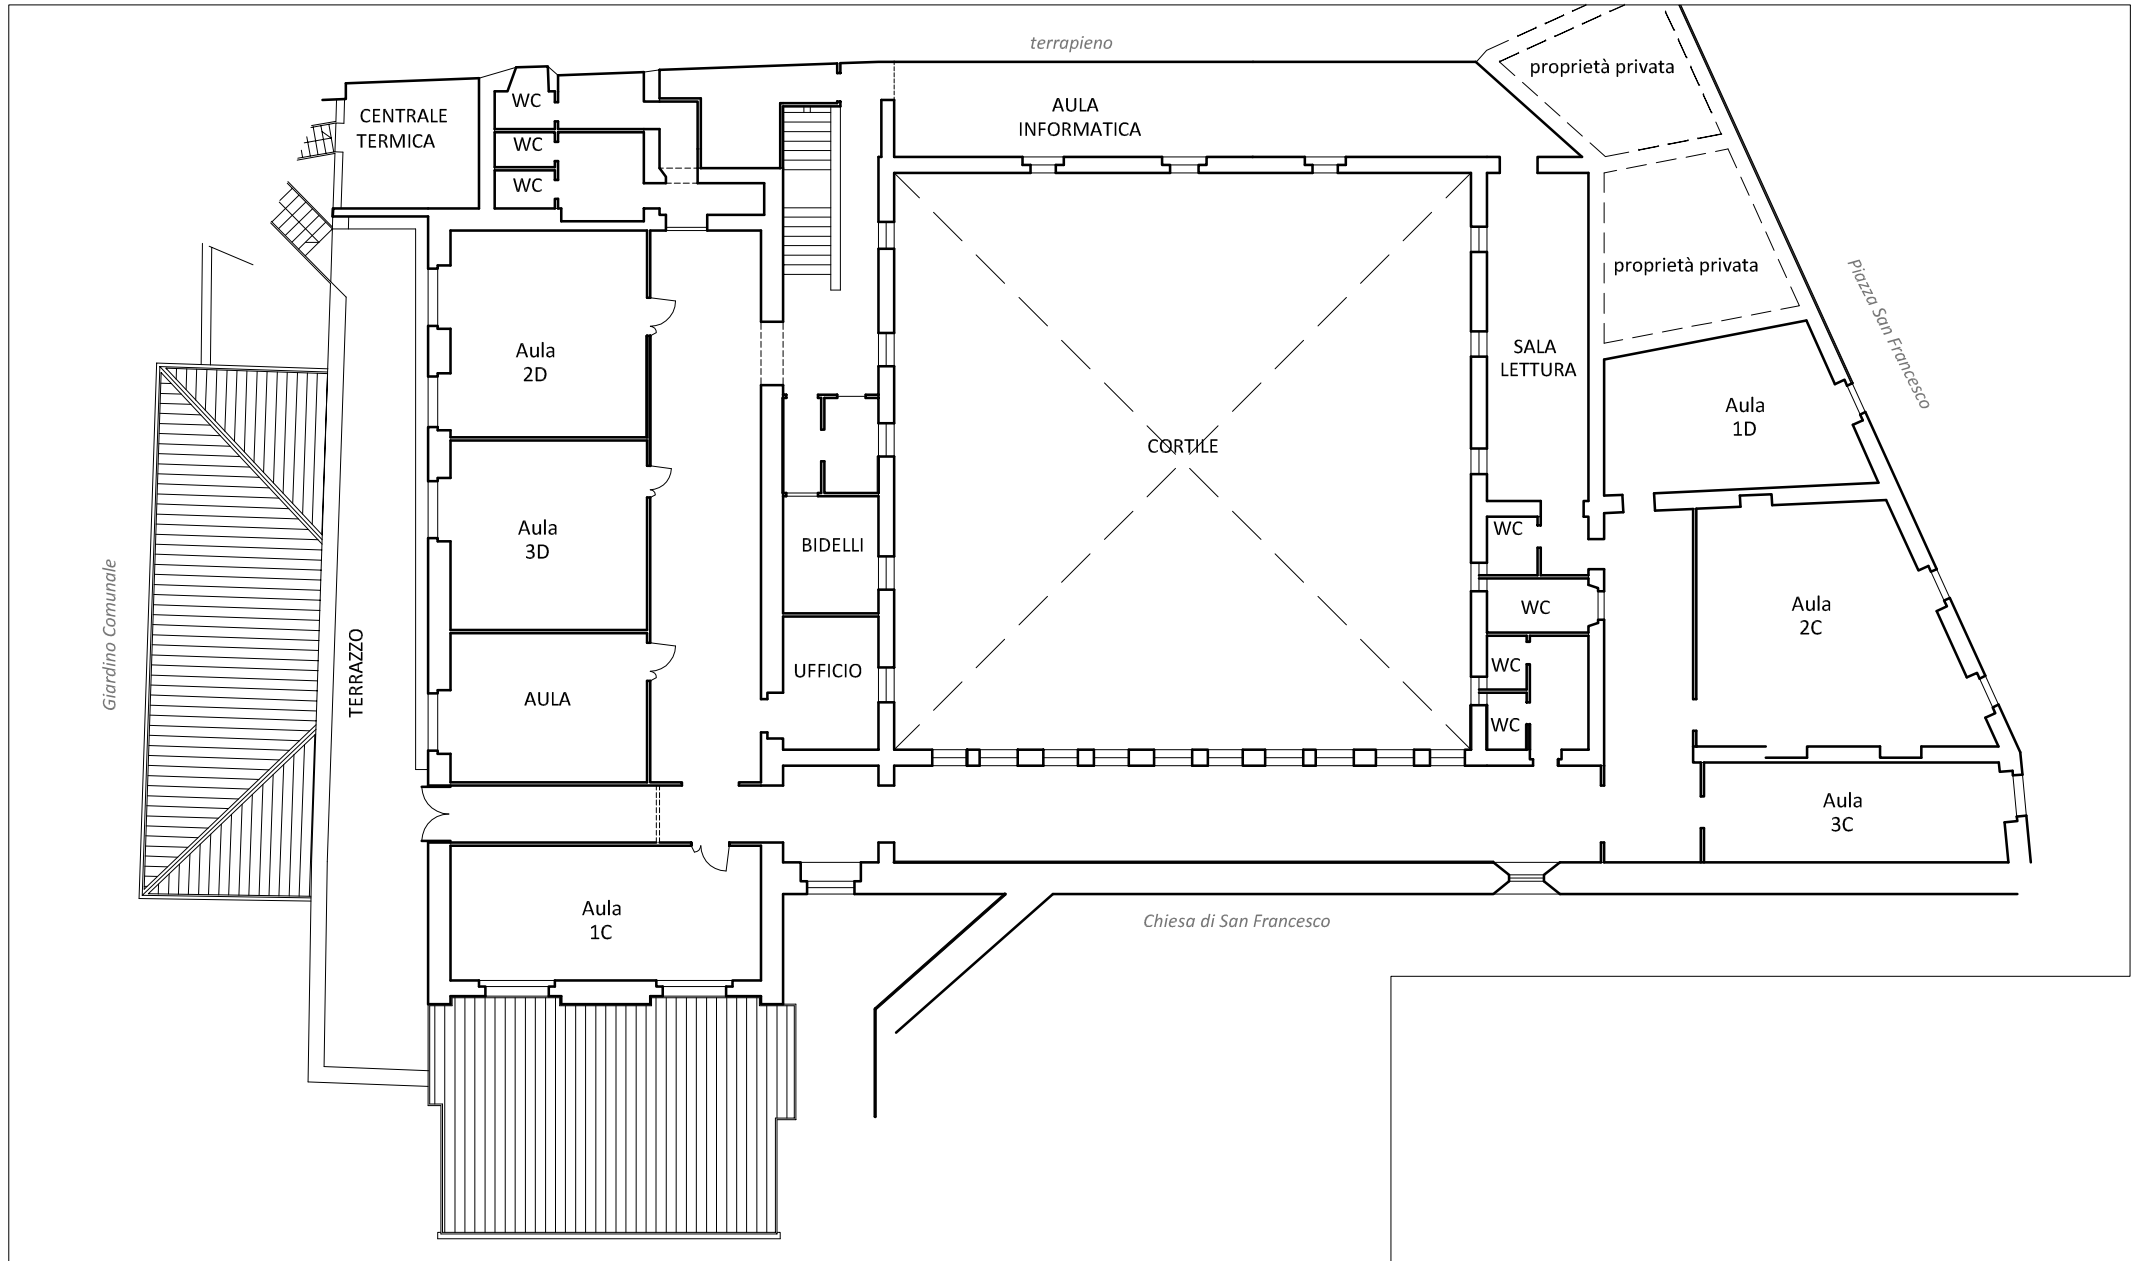 terrapieno
proprietà privata
WC
AULA
INFORMATICA
CENTRALE
TERMICA
WC
WC
proprietà privata
Piazza San Francesco
Aula
2D
SALA
LETTURA
Aula
1D
CORTILE
Aula
3D
WC
BIDELLI
Giardino Comunale
WC
Aula
2C
TERRAZZO
UFFICIO
WC
AULA
WC
Aula
3C
Aula
1C
Chiesa di San Francesco